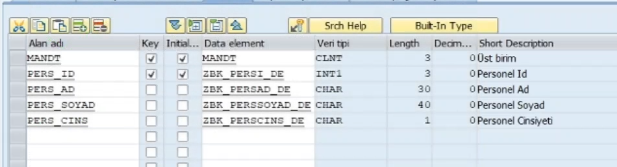 Srch Help Built-In Type
Alan adı Key Initial... Data element Veri tipi Length Decim... Short Description
MANDT MANDT CLNT 3 0 Üst birim
PERS_ID ZBK_PERSI_DE INT1 3 0 Personel Id
PERS_AD ZBK_PERSAD_DE CHAR 30 0 Personel Ad
PERS_SOYAD ZBK_PERSSOYAD_DE CHAR 40 0 Personel Soyad
PERS_CINS ZBK_PERSCINS_DE CHAR 1 0 Personel Cinsiyeti